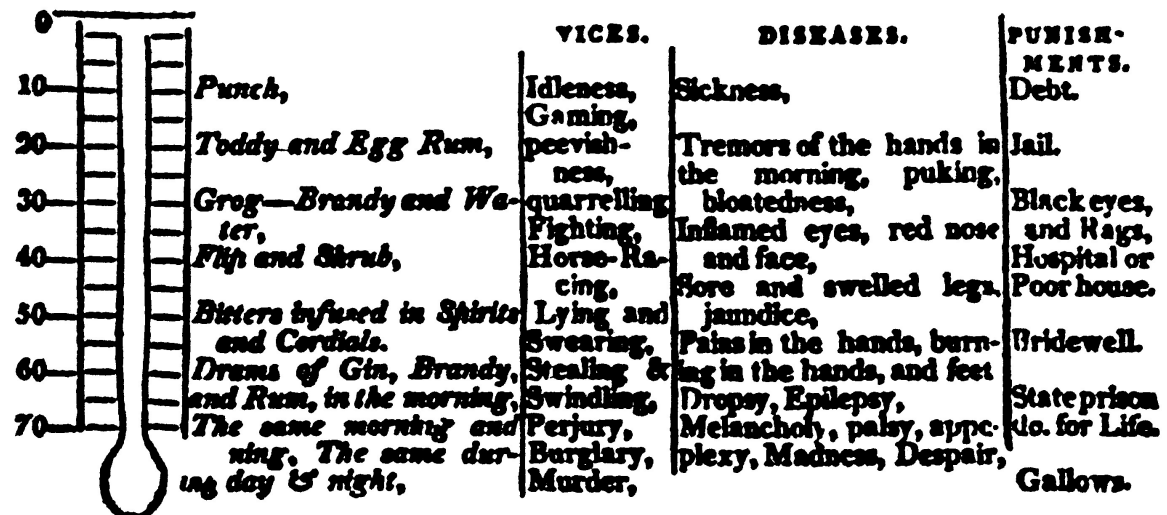 0
VICES. DISEASES. PUNISH-
MENTS.
10 Punch, Idleness, Sickness, Debt.
Gaming,
20 Toddy and Egg Rum, peevish- Tremors of the hands in Jail.
ness, the morning, puking,
30 Grog—Brandy and Wa- quarrelling bloatedness, Black eyes,
ter, Fighting, Inflamed eyes, red nose and Rags,
40 Flip and Shrub, Horse-Ra- and face, Hospital or
cing, Sore and swelled legs, Poor house.
50 Bitters infused in Spirits Lying and jaundice,
and Cordials. Swearing, Pains in the hands, burn- Bridewell.
60 Drams of Gin, Brandy, Stealing & ing in the hands, and feet
and Rum, in the morning, Swindling, Dropsy, Epilepsy, State prison
70 The same morning and Perjury, Melancholy, palsy, appo- do. for Life.
ning, The same dur- Burglary, plexy, Madness, Despair,
ing day & night, Murder, Gallows.